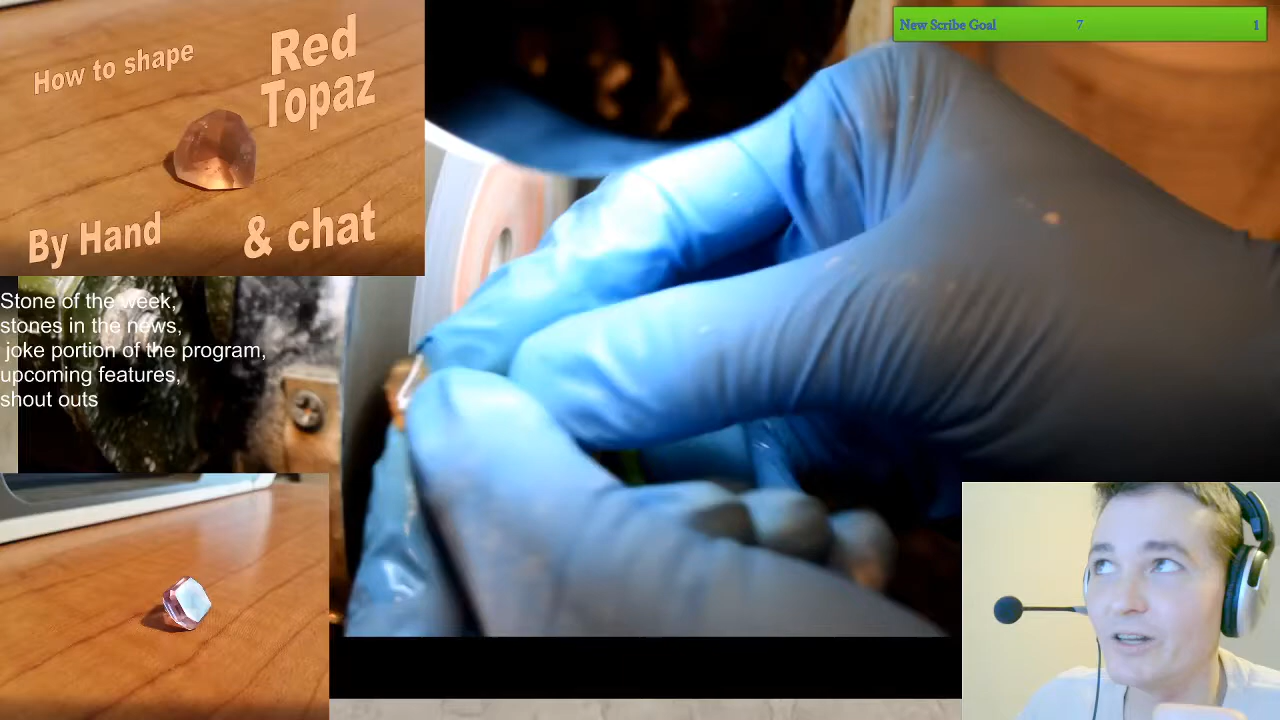 How to shape
Red
Topaz
By Hand
& chat
New Scribe Goal 7 1
Stone of the week,
stones in the news,
joke portion of the program,
upcoming features,
shout outs